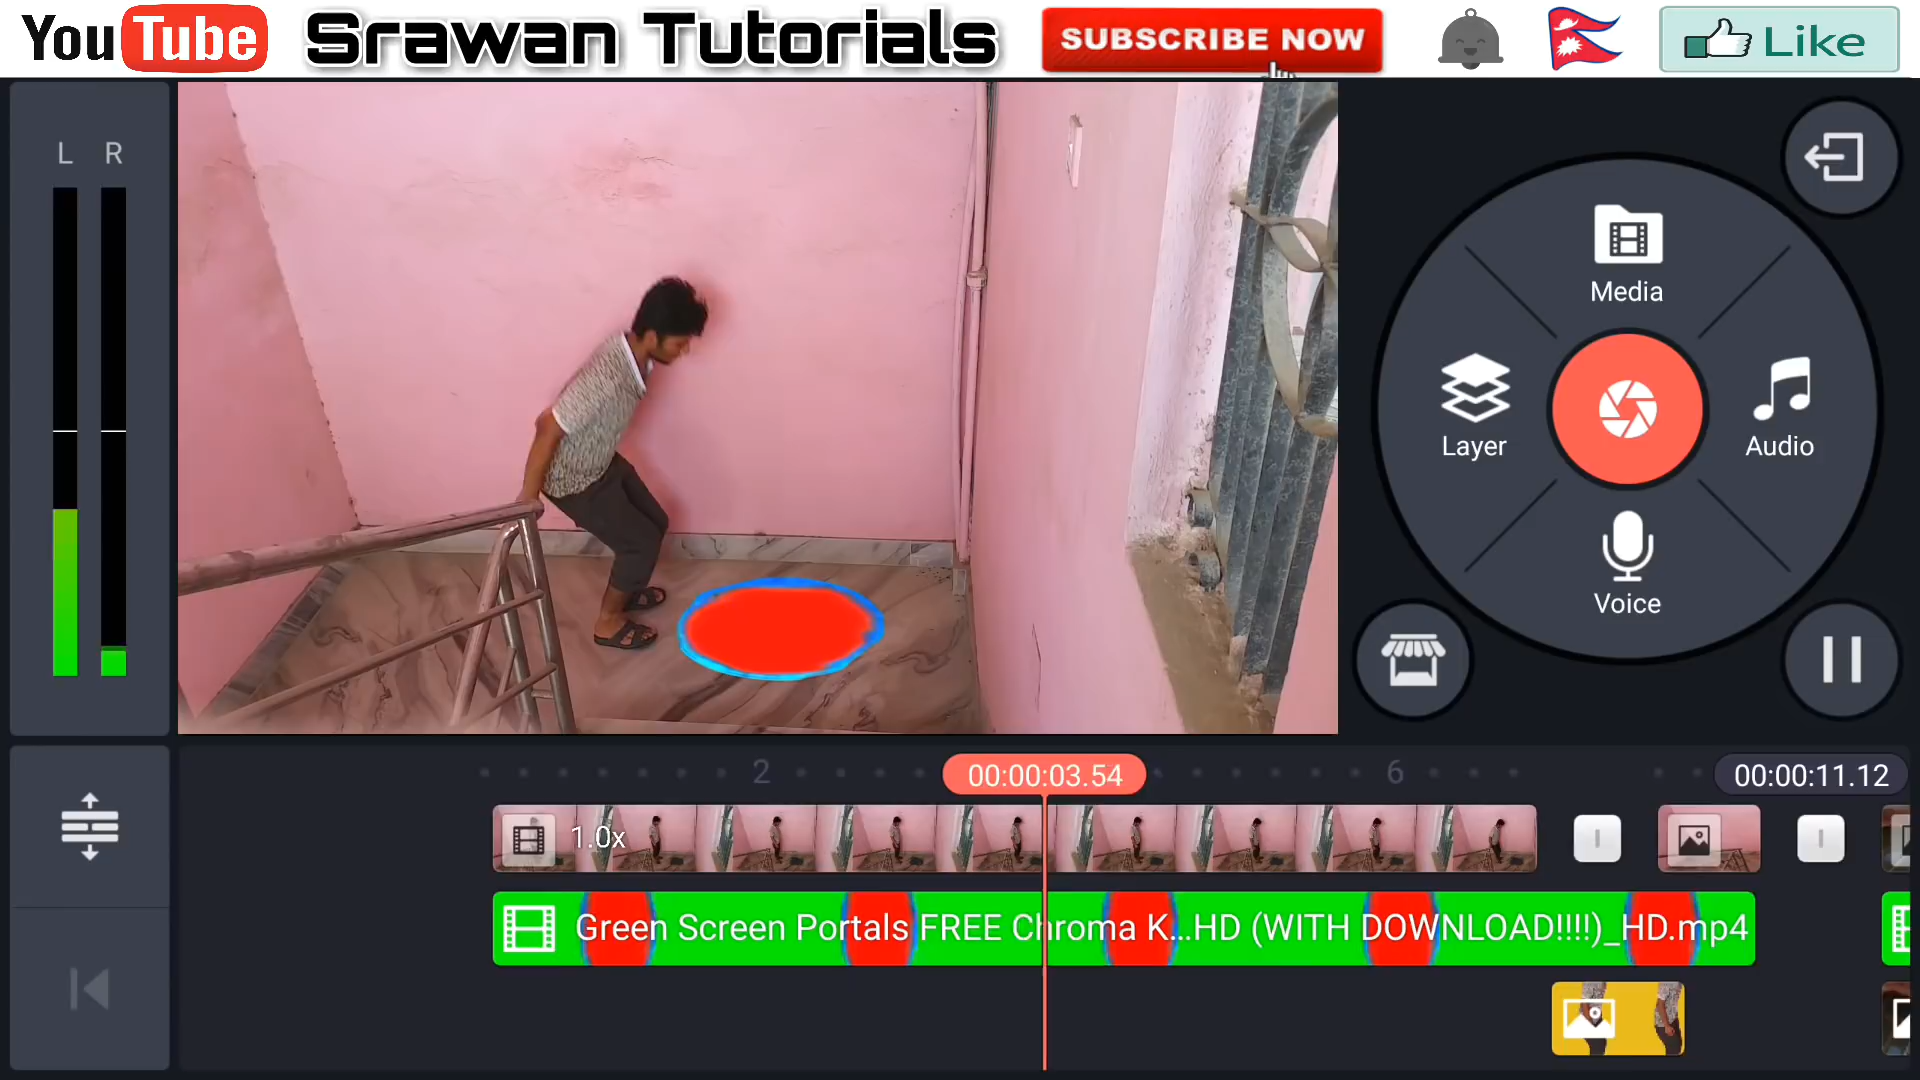 YouTube Srawan Tutorials SUBSCRIBE NOW Like
L R
Media
Layer
Audio
Voice
2 00:00:03.54 6 00:00:11.12
1.0x
Green Screen Portals FREE Chroma K...HD (WITH DOWNLOAD!!!!)_HD.mp4